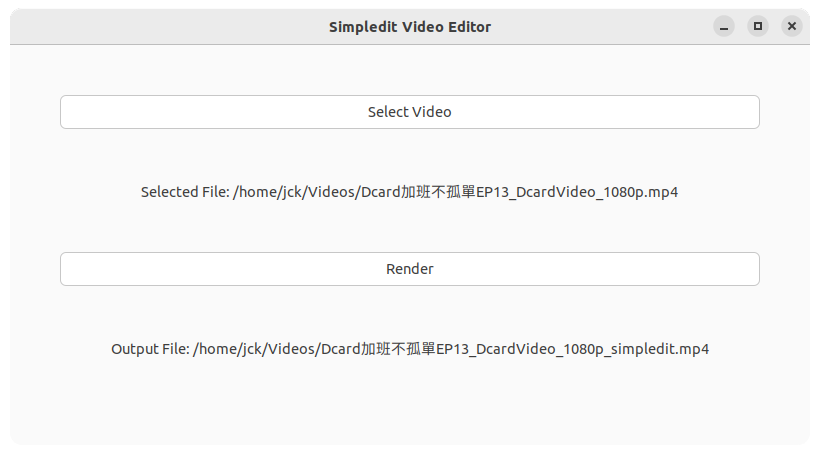 Simpledit Video Editor
Select Video
Selected File: /home/jck/Videos/Dcard加班不孤單EP13_DcardVideo_1080p.mp4
Render
Output File: /home/jck/Videos/Dcard加班不孤單EP13_DcardVideo_1080p_simpledit.mp4